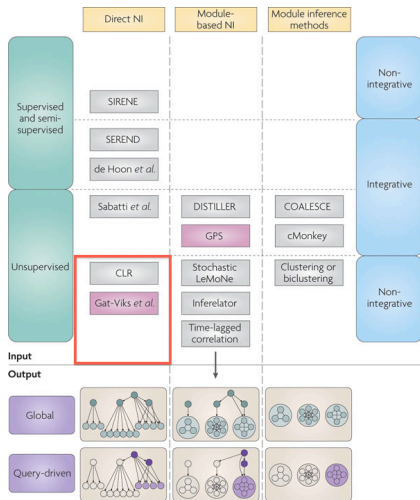 Direct NI
Module-
based NI
Module inference
methods
Supervised
and semi-
supervised
SIRENE
Non-
integrative
SEREND
de Hoon et al.
Integrative
Sabatti et al.
DISTILLER
COALESCE
GPS
cMonkey
Unsupervised
CLR
Stochastic
LeMoNe
Clustering or
biclustering
Non-
integrative
Gat-Viks et al.
Inferelator
Time-lagged
correlation
Input
Output
Global
Query-driven